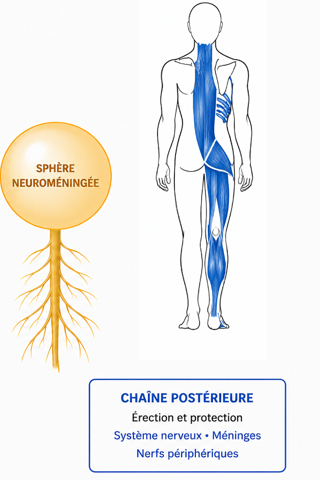 SPHÈRE
NEUROMÉNINGÉE
CHAÎNE POSTÉRIEURE
Érection et protection
Système nerveux • Méninges
Nerfs périphériques